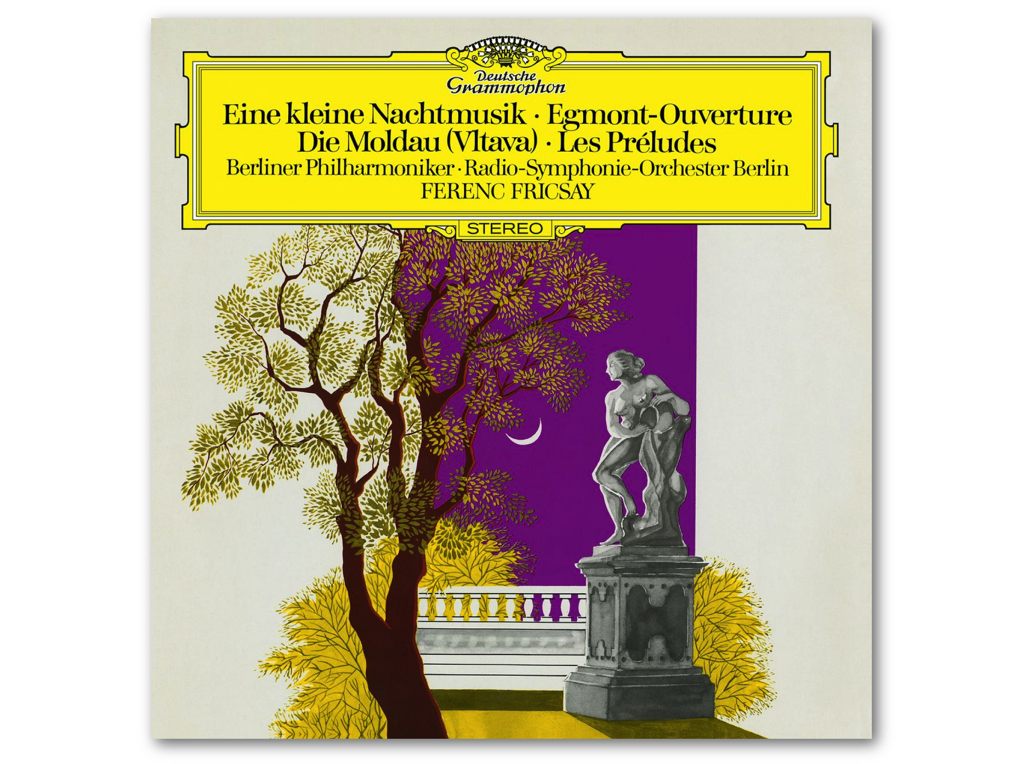 Deutsche
Grammophon
Eine kleine Nachtmusik · Egmont-Ouverture
Die Moldau (Vltava) · Les Préludes
Berliner Philharmoniker · Radio-Symphonie-Orchester Berlin
FERENC FRICSAY
STEREO